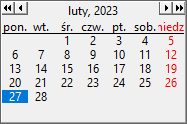 luty, 2023
pon. wt. śr. czw. pt. sob. niedz
1 2 3 4 5
6 7 8 9 10 11 12
13 14 15 16 17 18 19
20 21 22 23 24 25 26
27 28